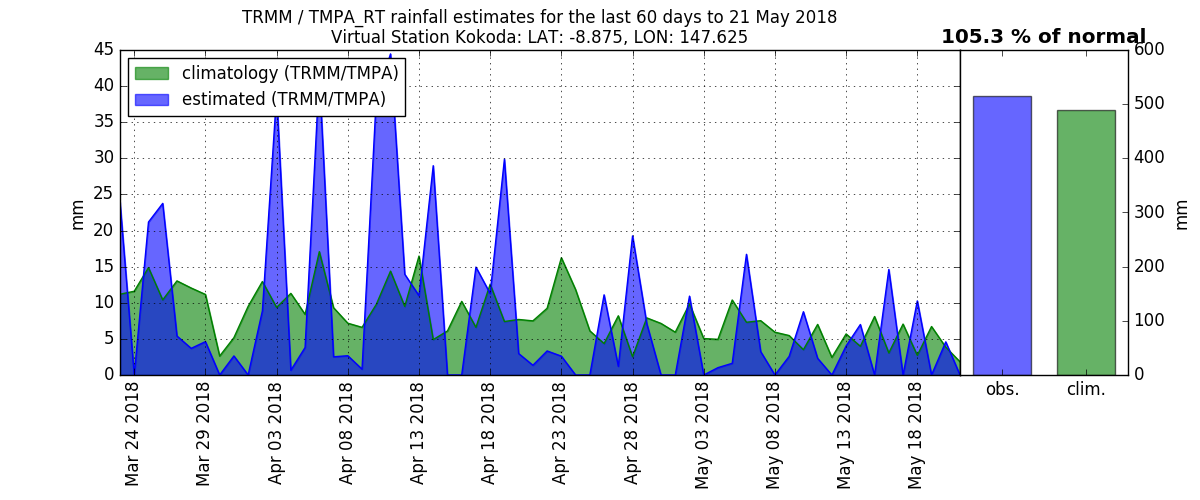 TRMM / TMPA_RT rainfall estimates for the last 60 days to 21 May 2018
Virtual Station Kokoda: LAT: -8.875, LON: 147.625
105.3 % of normal
climatology (TRMM/TMPA)
estimated (TRMM/TMPA)
45
40
35
30
25
20
15
10
5
0
mm
Mar 24 2018
Mar 29 2018
Apr 03 2018
Apr 08 2018
Apr 13 2018
Apr 18 2018
Apr 23 2018
Apr 28 2018
May 03 2018
May 08 2018
May 13 2018
May 18 2018
obs.
clim.
600
500
400
300
200
100
0
mm